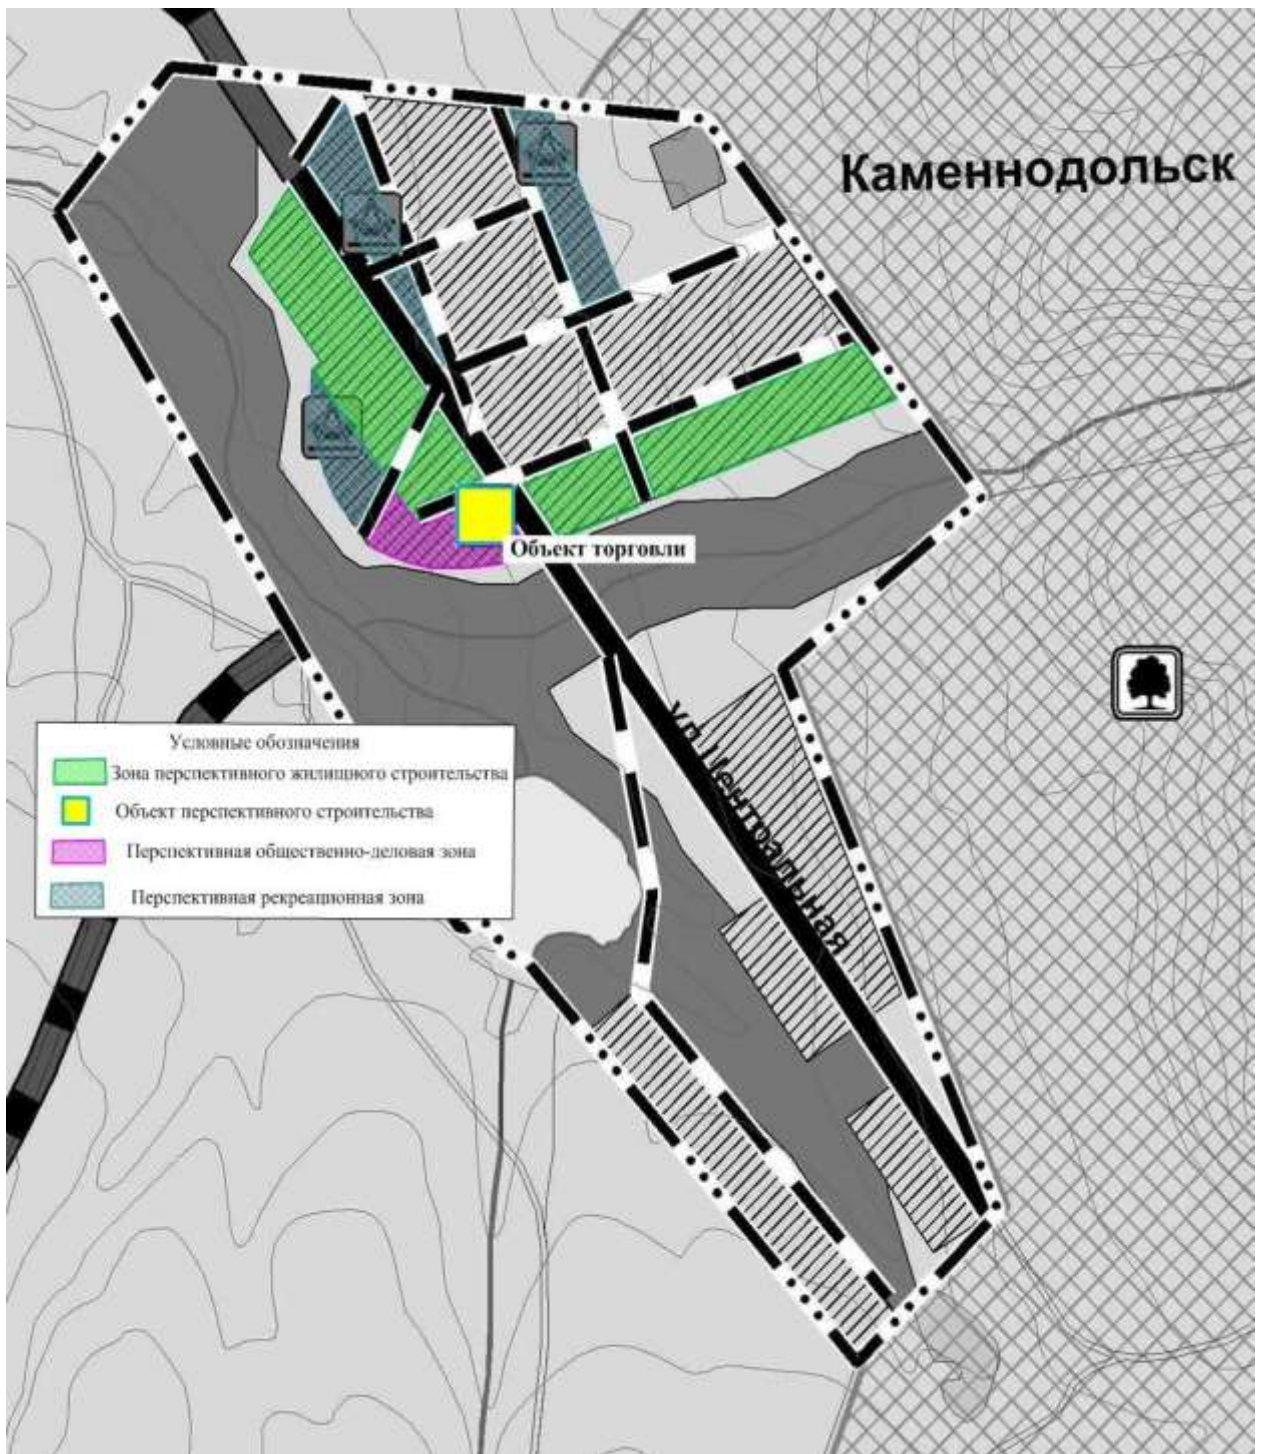 Каменнодольск
Объект торговли
ул.Центральная
Условные обозначения
Зона перспективного жилищного строительства
Объект перспективного строительства
Перспективная общественно-деловая зона
Перспективная рекреационная зона